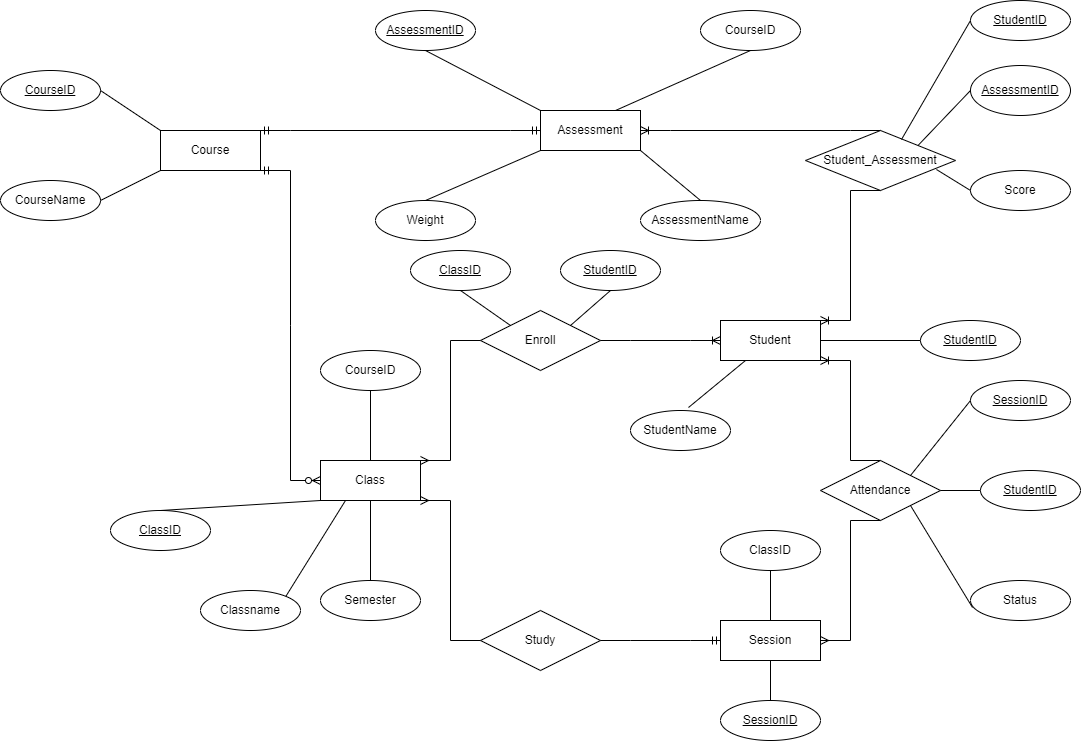 StudentID
AssessmentID
CourseID
CourseID
AssessmentID
Assessment
Course
Student_Assessment
CourseName
Weight
AssessmentName
Score
ClassID
StudentID
Enroll
Student
StudentID
CourseID
StudentName
SessionID
Class
Attendance
StudentID
ClassID
ClassID
Classname
Semester
Status
Study
Session
SessionID